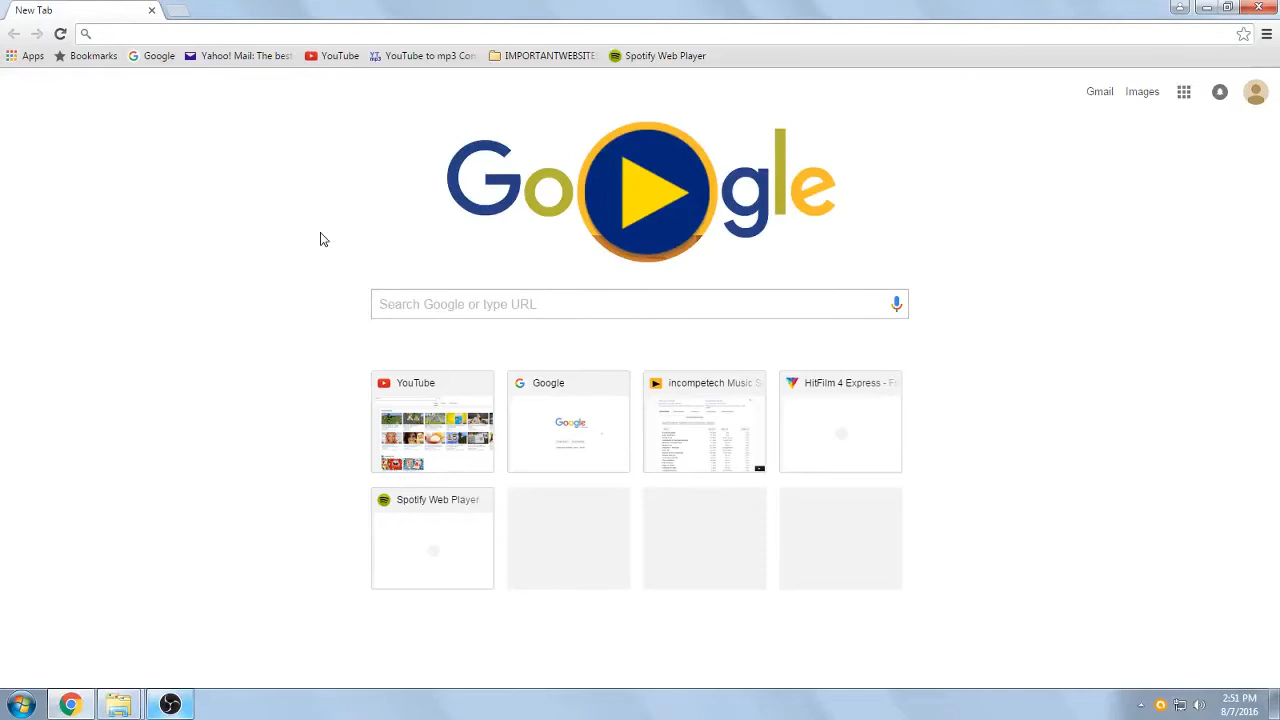 New Tab
Apps Bookmarks Google Yahoo! Mail: The best YouTube YouTube to mp3 Con IMPORTANTWEBSITE Spotify Web Player
Gmail Images
Google
Search Google or type URL
YouTube Google incompetech Music S HitFilm 4 Express - F
Google
Spotify Web Player
2:51 PM
8/7/2016